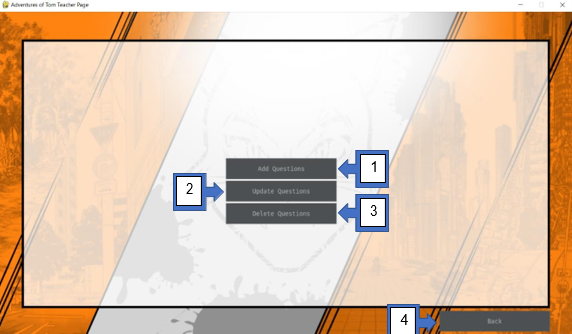 Adventures of Tom Teacher Page
Add Questions
1
2
Update Questions
Delete Questions
3
4
Back